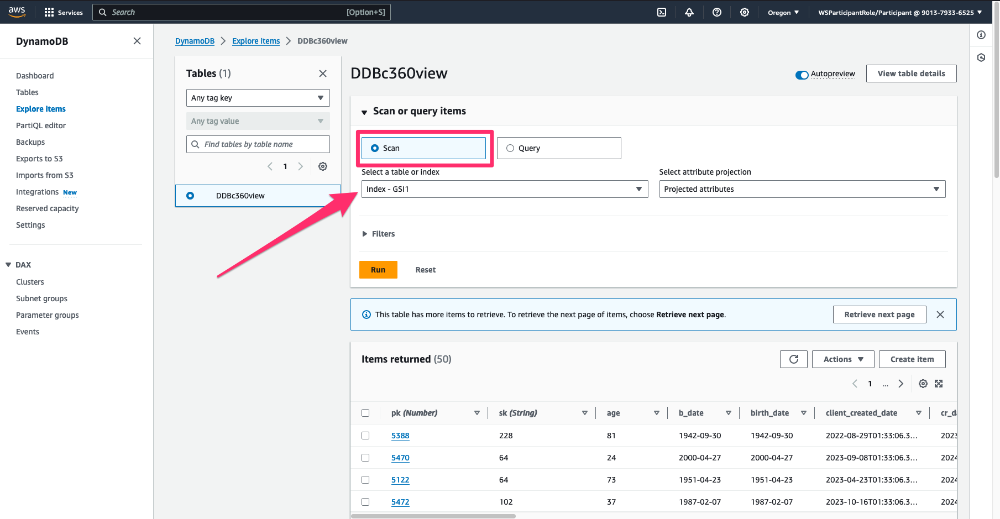 aws
Services
Search
[Option+S]
Oregon
WSParticipantRole/Participant @ 9013-7933-6525
DynamoDB
Dashboard
Tables
Explore items
PartiQL editor
Backups
Exports to S3
Imports from S3
Integrations New
Reserved capacity
Settings
DAX
Clusters
Subnet groups
Parameter groups
Events
DynamoDB
Explore items
DDBc360view
Tables (1)
Any tag key
Any tag value
Find tables by table name
1
DDBc360view
DDBc360view
Autopreview
View table details
Scan or query items
Scan
Query
Select a table or index
Index - GSI1
Select attribute projection
Projected attributes
Filters
Run
Reset
This table has more items to retrieve. To retrieve the next page of items, choose Retrieve next page.
Retrieve next page
Items returned (50)
Actions
Create item
1 ...
pk (Number) sk (String) age b_date birth_date client_created_date cr_d
5388 228 81 1942-09-30 1942-09-30 2022-08-29T01:33:06.3... 2023
5470 64 24 2000-04-27 2000-04-27 2023-09-08T01:33:06.3... 2024
5122 64 73 1951-04-23 1951-04-23 2023-04-23T01:33:06.3... 2024
5472 102 37 1987-02-07 1987-02-07 2023-10-16T01:33:06.3... 2024